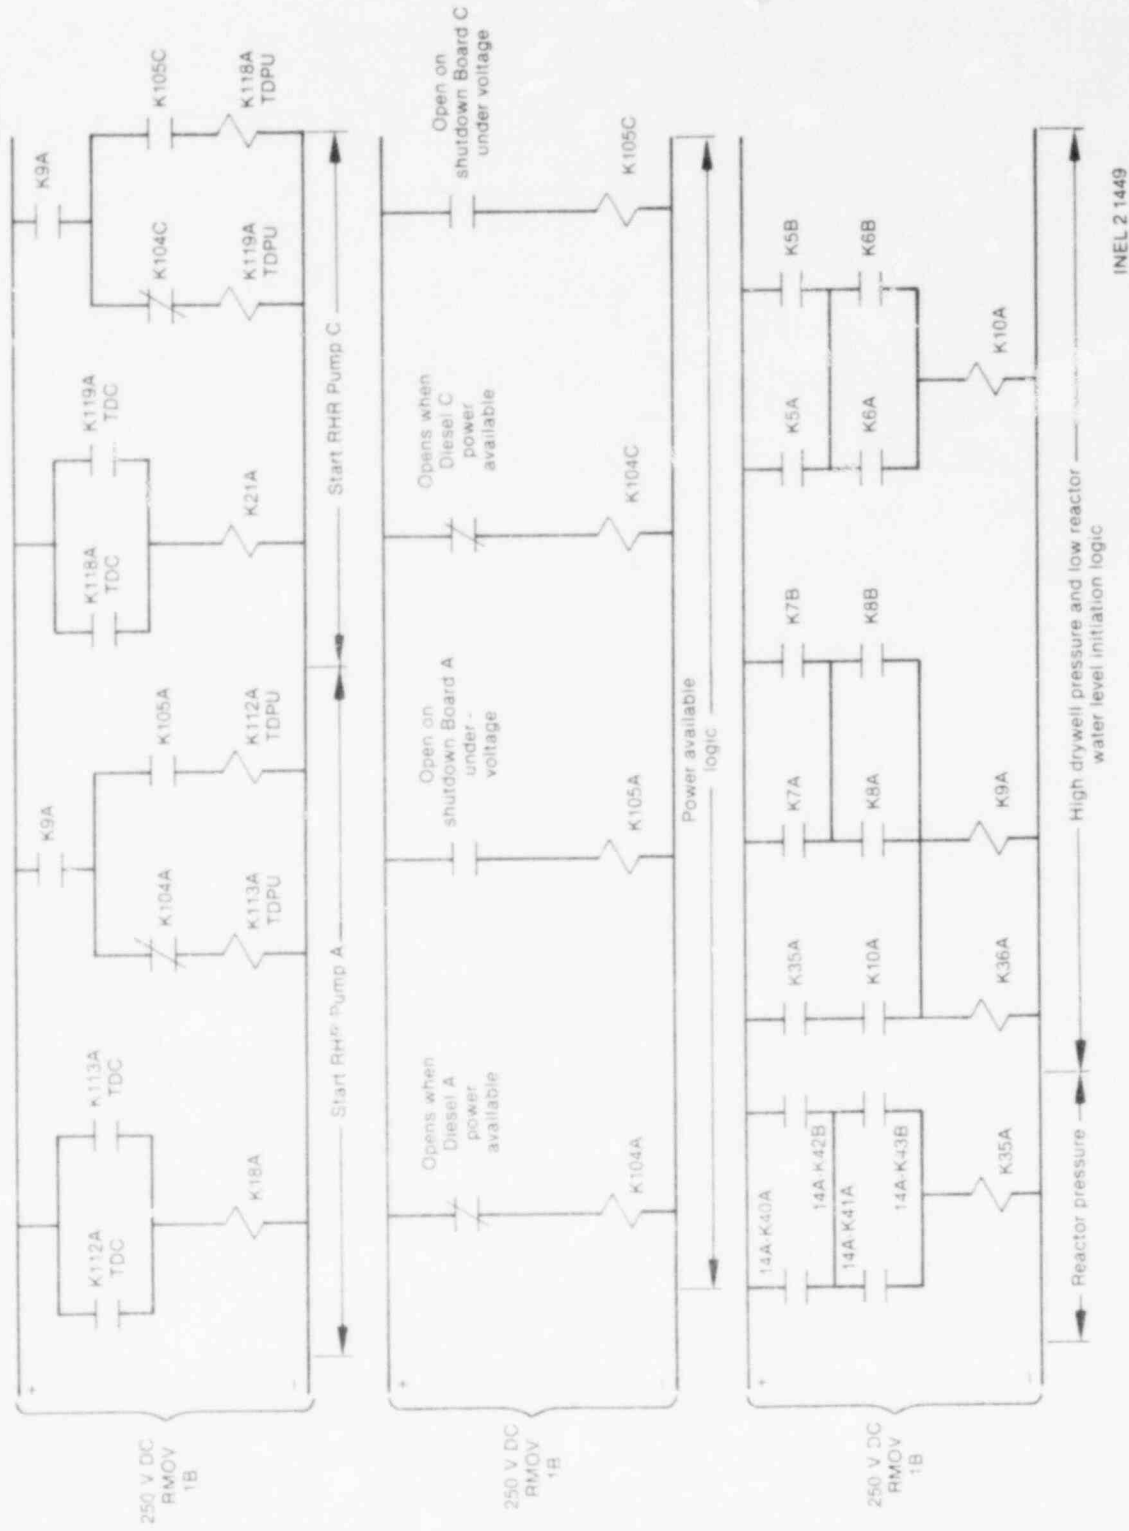 250 V DC
RMOV
1B
+
-
K112A
TDC
K113A
TDC
K18A
K9A
K104A
K113A
TDPU
K105A
K112A
TDPU
K118A
TDC
K119A
TDC
K21A
K9A
K104C
K119A
TDPU
K105C
K118A
TDPU
Start RHR Pump A
Start RHR Pump C
250 V DC
RMOV
1B
+
-
Opens when
Diesel A
power
available
K104A
Open on
shutdown Board A
under -
voltage
K105A
Opens when
Diesel C
power
available
K104C
Open on
shutdown Board C
under voltage
K105C
Power available
logic
250 V DC
RMOV
1B
+
-
14A-K40A
14A-K42B
14A-K41A
14A-K43B
K35A
K35A
K10A
K36A
K7A
K8A
K9A
K7B
K8B
K5A
K6A
K5B
K6B
K10A
Reactor pressure
High drywell pressure and low reactor
water level initiation logic
INEL 2 1449